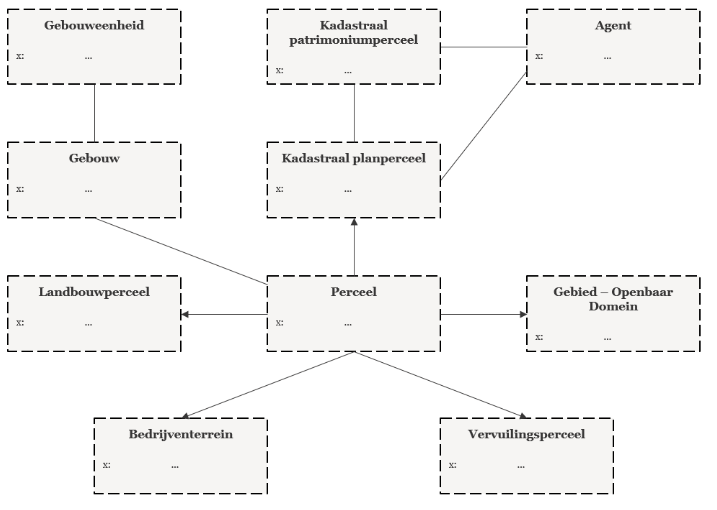 Gebouweenheid
x: ...
Kadastraal
patrimoniumperceel
x: ...
Agent
x: ...
Gebouw
x: ...
Kadastraal planperceel
x: ...
Landbouwperceel
x: ...
Perceel
x: ...
Gebied – Openbaar
Domein
x: ...
Bedrijventerrein
x: ...
Vervuilingsperceel
x: ...